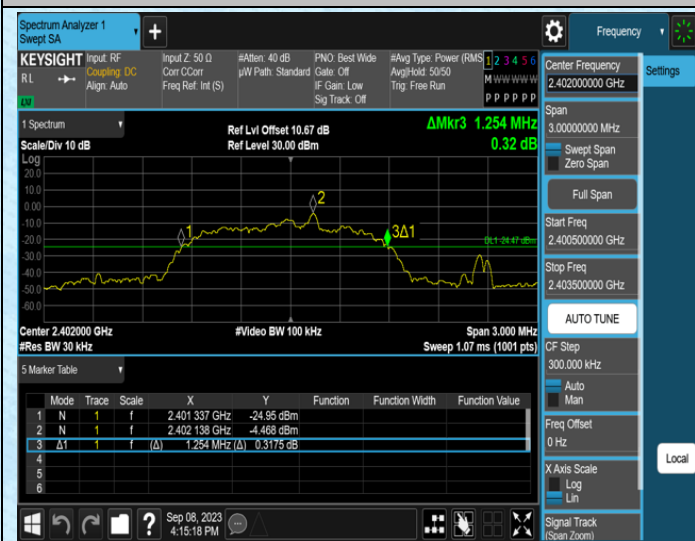 Spectrum Analyzer 1
Swept SA
+
Frequency
KEYSIGHT
RL
LXI
Input: RF
Coupling: DC
Align: Auto
Input Z: 50 Ω
Corr CCorr
Freq Ref: Int (S)
#Atten: 40 dB
µW Path: Standard
PNO: Best Wide
Gate: Off
IF Gain: Low
Sig Track: Off
#Avg Type: Power (RMS)
Avg|Hold: 50/50
Trig: Free Run
1 2 3 4 5 6
M W W W W W
P P P P P P
1 Spectrum
Scale/Div 10 dB
Ref Lvl Offset 10.67 dB
Ref Level 30.00 dBm
ΔMkr3 1.254 MHz
0.32 dB
Log
20.0
10.0
0.00
-10.0
-20.0
-30.0
-40.0
-50.0
-60.0
1
2
3Δ1
DL1 -24.47 dBm
Center 2.402000 GHz
#Res BW 30 kHz
#Video BW 100 kHz
Span 3.000 MHz
Sweep 1.07 ms (1001 pts)
5 Marker Table
Mode Trace Scale X Y Function Function Width Function Value
1 N 1 f 2.401 337 GHz -24.95 dBm
2 N 1 f 2.402 138 GHz -4.468 dBm
3 Δ1 1 f (Δ) 1.254 MHz (Δ) 0.3175 dB
4
5
6
Sep 08, 2023
4:15:18 PM
?
Center Frequency
2.402000000 GHz
Span
3.00000000 MHz
Swept Span
Zero Span
Full Span
Start Freq
2.400500000 GHz
Stop Freq
2.403500000 GHz
AUTO TUNE
CF Step
300.000 kHz
Auto
Man
Freq Offset
0 Hz
X Axis Scale
Log
Lin
Signal Track
(Span Zoom)
Settings
Local